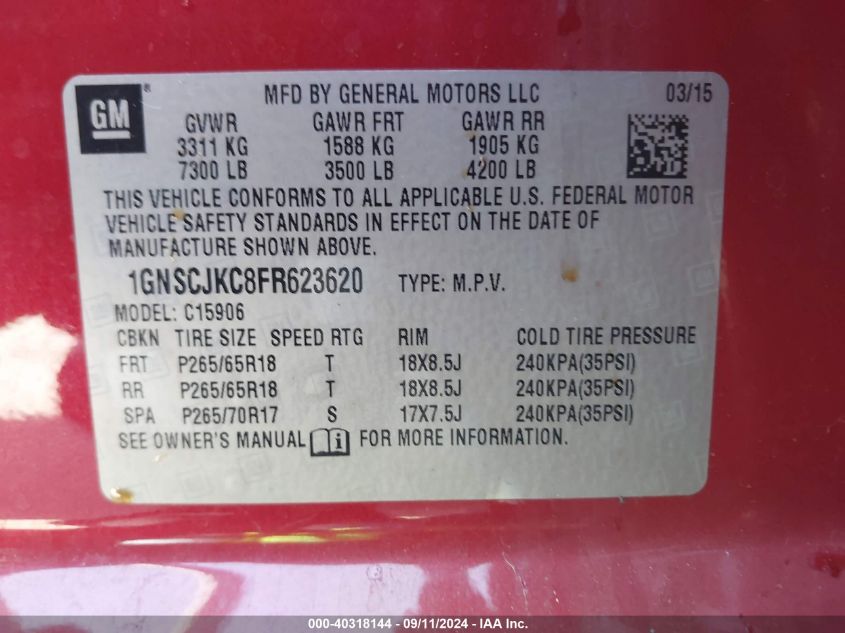 GM ®
MFD BY GENERAL MOTORS LLC 03/15
GVWR GAWR FRT GAWR RR
3311 KG 1588 KG 1905 KG
7300 LB 3500 LB 4200 LB
THIS VEHICLE CONFORMS TO ALL APPLICABLE U.S. FEDERAL MOTOR
VEHICLE SAFETY STANDARDS IN EFFECT ON THE DATE OF
MANUFACTURE SHOWN ABOVE.
1GNSCJKC8FR623620 TYPE: M.P.V.
MODEL: C15906
CBKN TIRE SIZE SPEED RTG RIM COLD TIRE PRESSURE
FRT P265/65R18 T 18X8.5J 240KPA(35PSI)
RR P265/65R18 T 18X8.5J 240KPA(35PSI)
SPA P265/70R17 S 17X7.5J 240KPA(35PSI)
SEE OWNER'S MANUAL i FOR MORE INFORMATION.
000-40318144 - 09/11/2024 - IAA Inc.